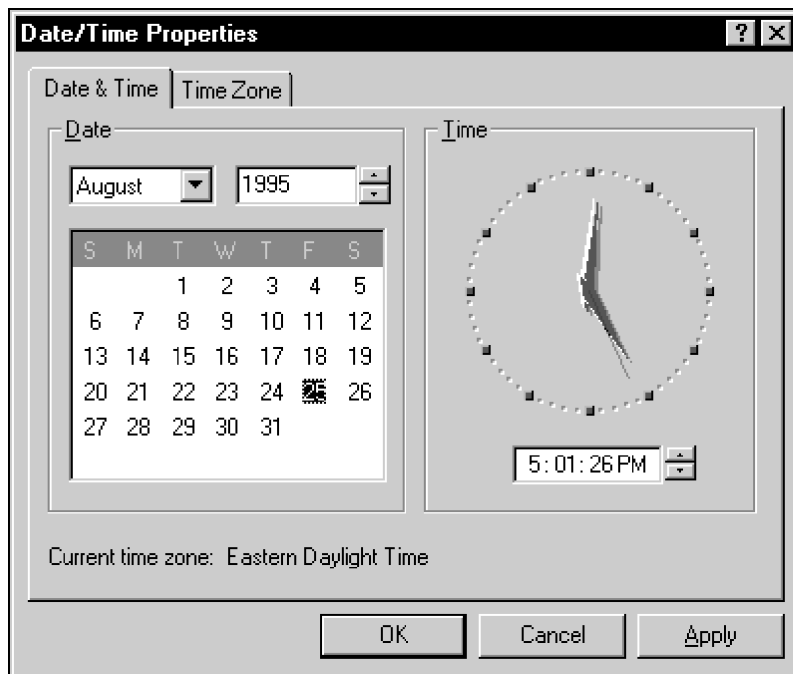 Date/Time Properties
Date & Time Time Zone
Date
August 1995
S M T W T F S
1 2 3 4 5
6 7 8 9 10 11 12
13 14 15 16 17 18 19
20 21 22 23 24 25 26
27 28 29 30 31
Time
5:01:26 PM
Current time zone: Eastern Daylight Time
OK Cancel Apply